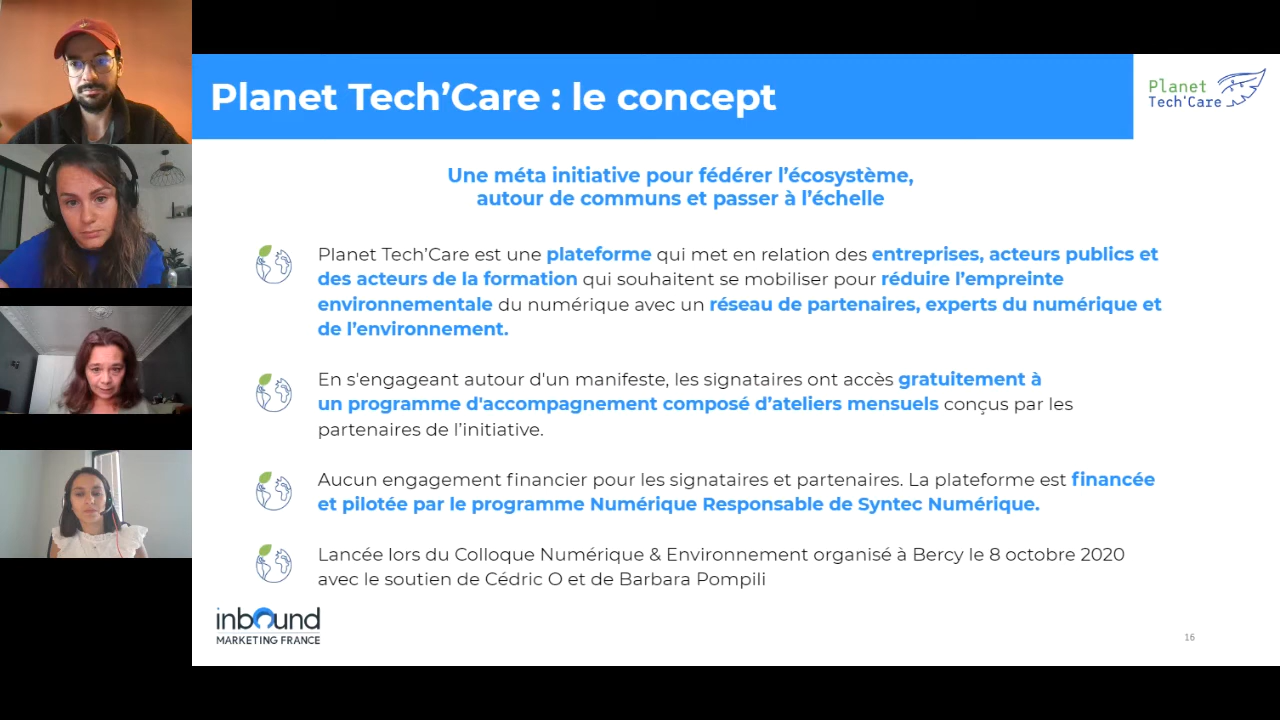 Planet Tech'Care : le concept
Planet
Tech'Care
Une méta initiative pour fédérer l'écosystème,
autour de communs et passer à l'échelle
Planet Tech'Care est une plateforme qui met en relation des entreprises, acteurs publics et
des acteurs de la formation qui souhaitent se mobiliser pour réduire l'empreinte
environnementale du numérique avec un réseau de partenaires, experts du numérique et
de l'environnement.
En s'engageant autour d'un manifeste, les signataires ont accès gratuitement à
un programme d'accompagnement composé d'ateliers mensuels conçus par les
partenaires de l'initiative.
Aucun engagement financier pour les signataires et partenaires. La plateforme est financée
et pilotée par le programme Numérique Responsable de Syntec Numérique.
Lancée lors du Colloque Numérique & Environnement organisé à Bercy le 8 octobre 2020
avec le soutien de Cédric O et de Barbara Pompili
inbound
MARKETING FRANCE
16